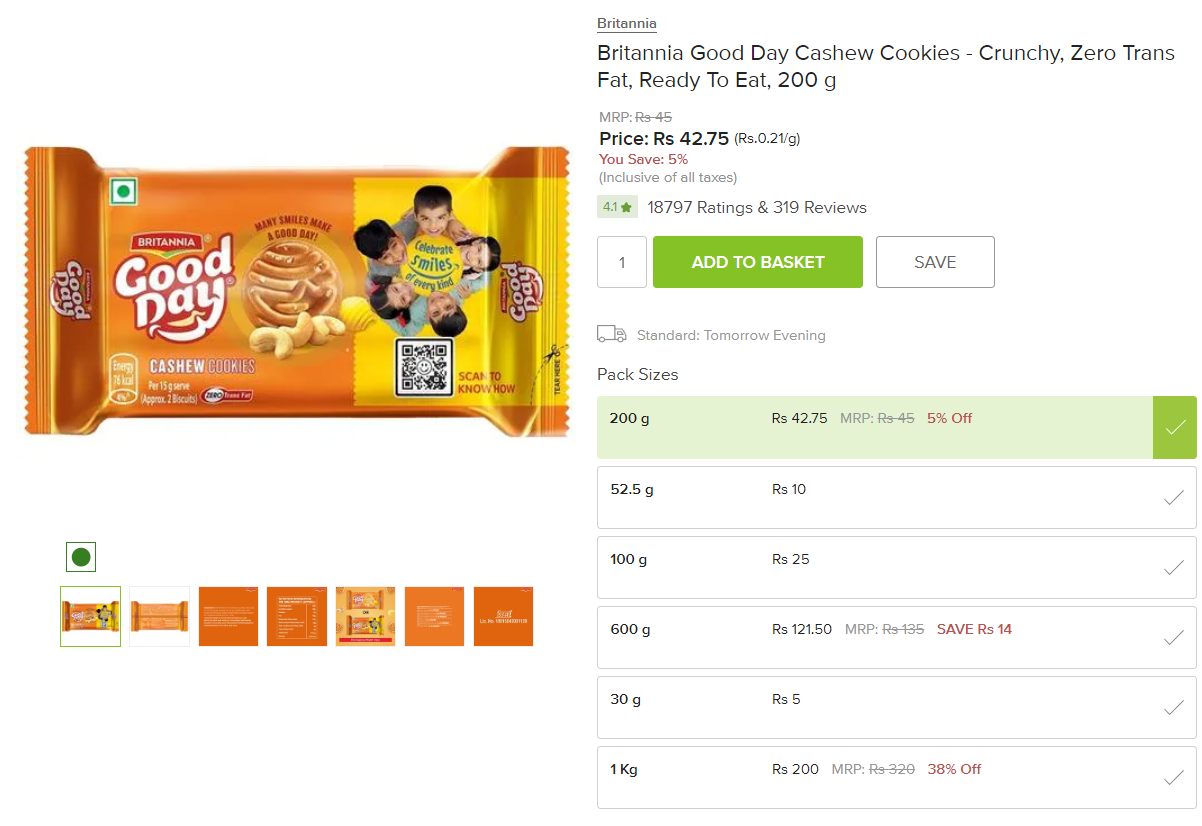 Britannia
Britannia Good Day Cashew Cookies - Crunchy, Zero Trans
Fat, Ready To Eat, 200 g
MRP: Rs 45
Price: Rs 42.75 (Rs.0.21/g)
You Save: 5%
(Inclusive of all taxes)
4.1 ★ 18797 Ratings & 319 Reviews
1 ADD TO BASKET SAVE
Standard: Tomorrow Evening
Pack Sizes
200 g Rs 42.75 MRP: Rs 45 5% Off
52.5 g Rs 10
100 g Rs 25
600 g Rs 121.50 MRP: Rs 135 SAVE Rs 14
30 g Rs 5
1 Kg Rs 200 MRP: Rs 320 38% Off
BRITANNIA
Good
Day
MANY SMILES MAKE
A GOOD DAY!
Celebrate
smiles
of every kind
CASHEW COOKIES
Energy
76 kcal
4%
Per 15 g serve
(Approx. 2 Biscuits)
ZERO Trans Fat
SCAN TO
KNOW HOW
TEAR HERE
Good
Day
Good
Day